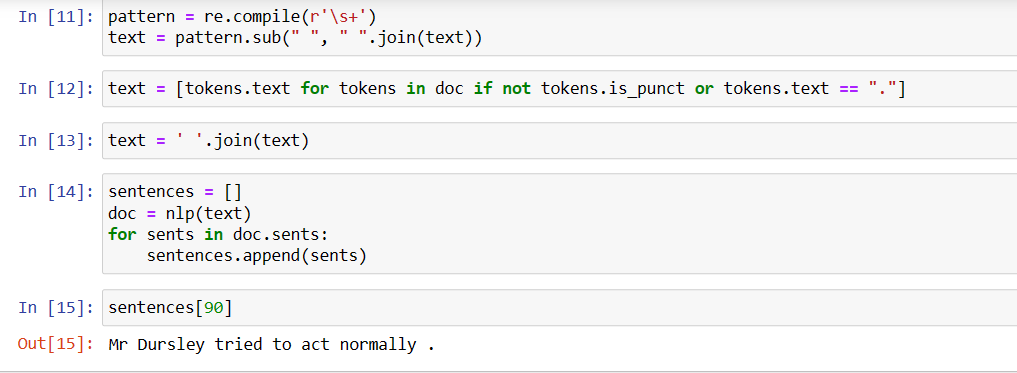 In [11]: pattern = re.compile(r'\s+')
text = pattern.sub(" ", " ".join(text))
In [12]: text = [tokens.text for tokens in doc if not tokens.is_punct or tokens.text == "."]
In [13]: text = ' '.join(text)
In [14]: sentences = []
doc = nlp(text)
for sents in doc.sents:
    sentences.append(sents)
In [15]: sentences[90]
Out[15]: Mr Dursley tried to act normally .